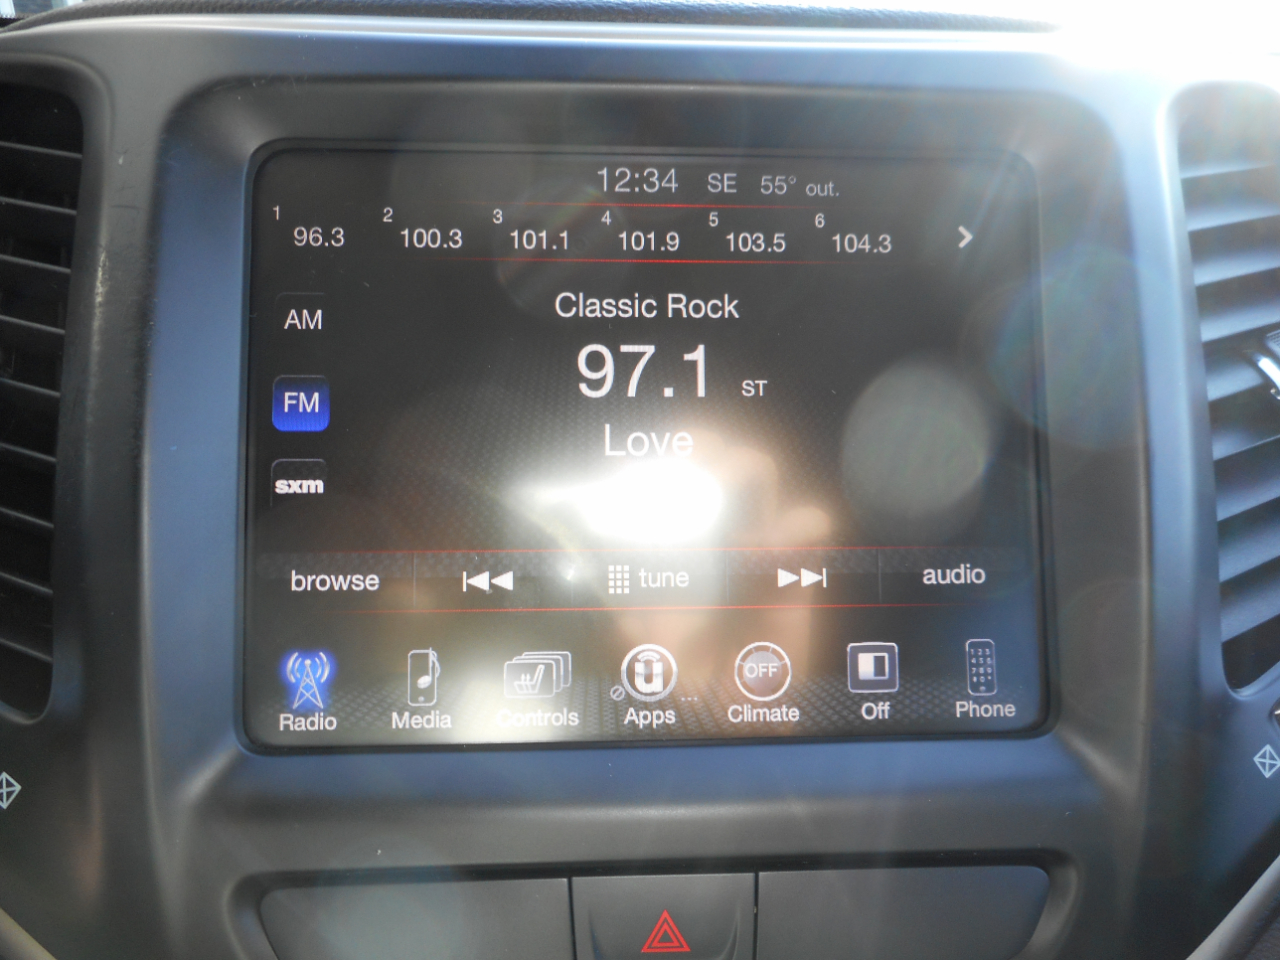 12:34 SE 55° out.
1 96.3 2 100.3 3 101.1 4 101.9 5 103.5 6 104.3
Classic Rock
AM
97.1 ST
FM
Love
sxm
browse tune audio
OFF
Radio Media Controls Apps Climate Off Phone